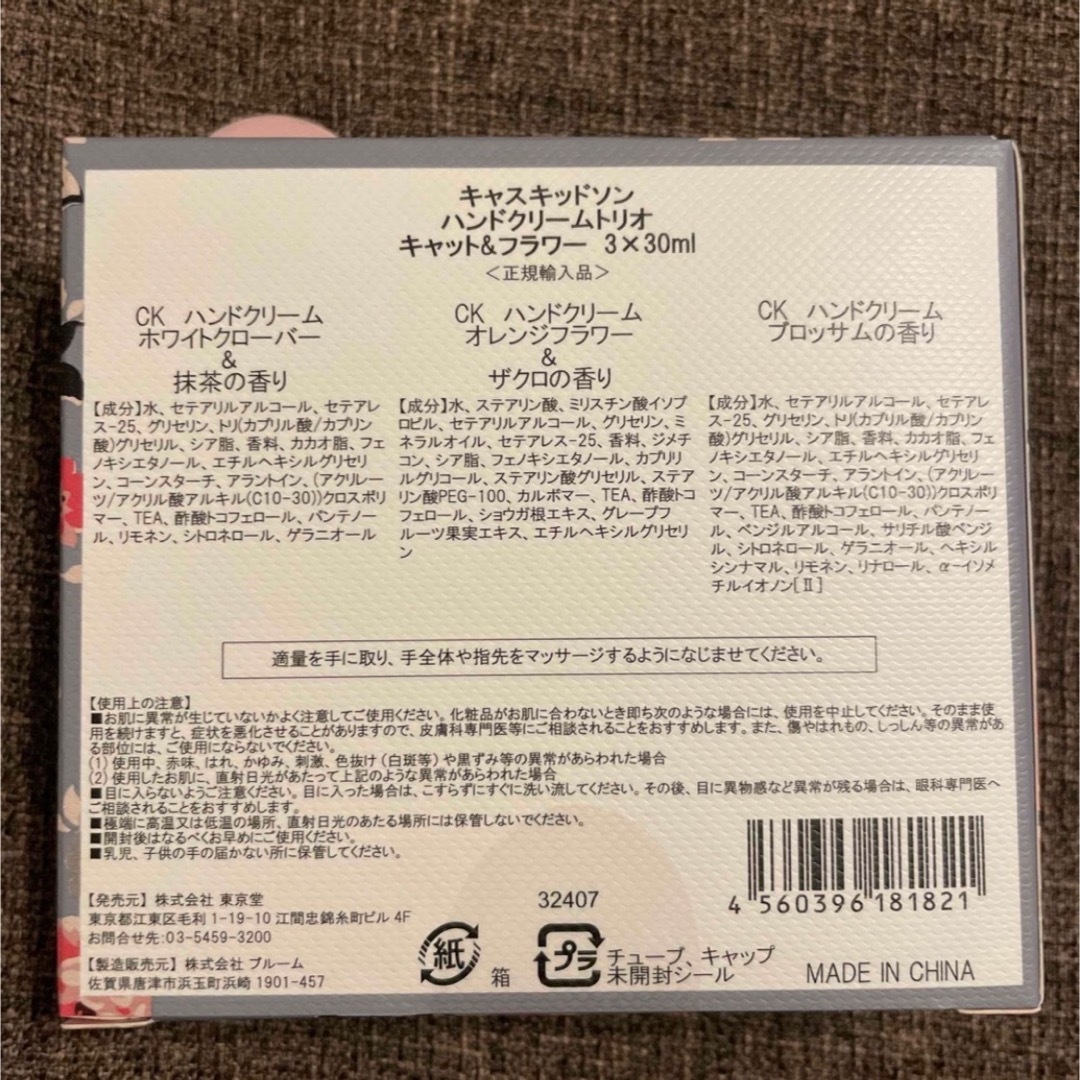 キャスキッドソン
ハンドクリームトリオ
キャット&フラワー 3×30ml
<正規輸入品>
CK ハンドクリーム
ホワイトクローバー
&
抹茶の香り
【成分】水、セテアリルアルコール、セテアレ
ス-25、グリセリン、トリ(カプリル酸/カプリン
酸)グリセリル、シア脂、香料、カカオ脂、フェ
ノキシエタノール、エチルヘキシルグリセリ
ン、コーンスターチ、アラントイン、(アクリレー
ツ/アクリル酸アルキル(C10-30))クロスポリ
マー、TEA、酢酸トコフェロール、パンテノー
ル、リモネン、シトロネロール、ゲラニオール
CK ハンドクリーム
オレンジフラワー
&
ザクロの香り
【成分】水、ステアリン酸、ミリスチン酸イソプ
ロピル、セテアリルアルコール、グリセリン、ミ
ネラルオイル、セテアレス-25、香料、ジメチ
コン、シア脂、フェノキシエタノール、カプリリ
ルグリコール、ステアリン酸グリセリル、ステア
リン酸PEG-100、カルボマー、TEA、酢酸トコ
フェロール、ショウガ根エキス、グレープフ
ルーツ果実エキス、エチルヘキシルグリセリ
ン
CK ハンドクリーム
ブロッサムの香り
【成分】水、セテアリルアルコール、セテアレ
ス-25、グリセリン、トリ(カプリル酸/カプリン
酸)グリセリル、シア脂、香料、カカオ脂、フェ
ノキシエタノール、エチルヘキシルグリセリ
ン、コーンスターチ、アラントイン、(アクリレー
ツ/アクリル酸アルキル(C10-30))クロスポリ
マー、TEA、酢酸トコフェロール、パンテノー
ル、ベンジルアルコール、サリチル酸ベンジ
ル、シトロネロール、ゲラニオール、ヘキシル
シンナマル、リモネン、リナロール、α-イソメ
チルイオノン[Ⅱ]
適量を手に取り、手全体や指先をマッサージするようになじませてください。
【使用上の注意】
■お肌に異常が生じていないかよく注意してご使用ください。化粧品がお肌に合わないとき即ち次のような場合には、使用を中止してください。そのまま使
用を続けますと、症状を悪化させることがありますので、皮膚科専門医等にご相談されることをおすすめします。また、傷やはれもの、しっしん等の異常があ
る部位には、ご使用にならないでください。
(1)使用中、赤味、はれ、かゆみ、刺激、色抜け(白斑等)や黒ずみ等の異常があらわれた場合
(2)使用したお肌に、直射日光があたって上記のような異常があらわれた場合
■目に入らないようご注意ください。目に入った場合は、こすらずにすぐに洗い流してください。その後、目に異物感など異常が残る場合は、眼科専門医へ
ご相談されることをおすすめします。
■極端に高温又は低温の場所、直射日光のあたる場所には保管しないでください。
■開封後はなるべくお早めにご使用ください。
■乳児、子供の手の届かない所に保管してください。
【発売元】株式会社 東京堂
東京都江東区毛利 1-19-10 江間忠錦糸町ビル 4F
お問合せ先:03-5459-3200
【製造販売元】株式会社 ブルーム
佐賀県唐津市浜玉町浜崎 1901-457
32407
紙
箱
プラ
チューブ、キャップ
未開封シール
4 560396 181821
MADE IN CHINA